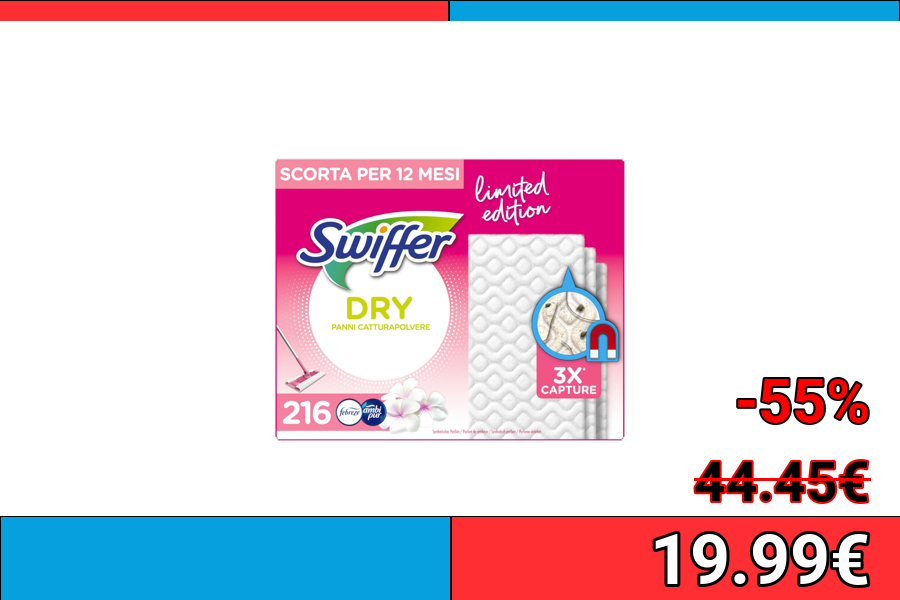 SCORTA PER 12 MESI
limited
edition
Swiffer
DRY
PANNI CATTURAPOLVERE
3X*
CAPTURE
216
febreze
ambi
pur
-55%
44.45€
19.99€